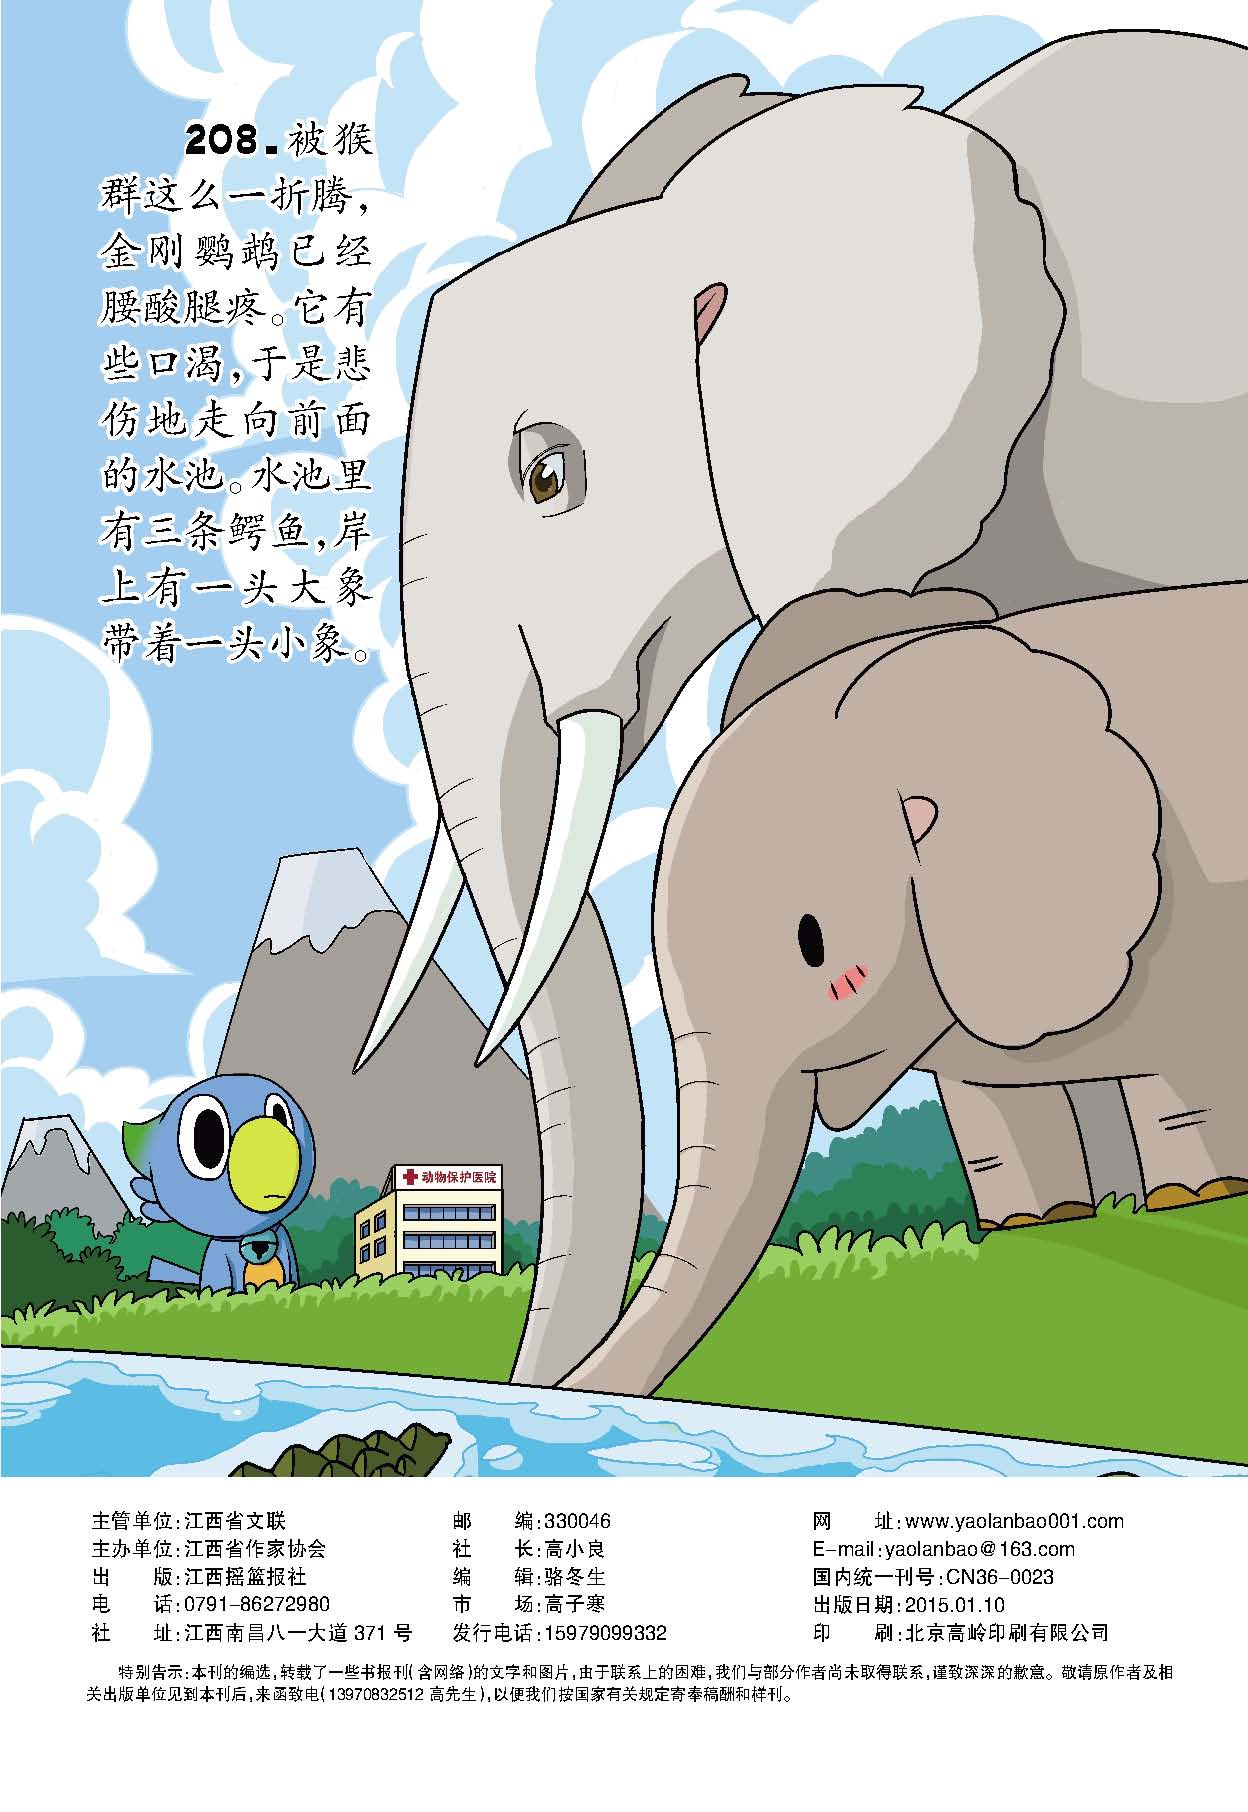 208.被猴
群这么一折腾，
金刚鹦鹉已经
腰酸腿疼。它有
些口渴，于是悲
伤地走向前面
的水池。水池里
有三条鳄鱼，岸
上有一头大象
带着一头小象。
动物保护医院
主管单位：江西省文联
主办单位：江西省作家协会
出　　版：江西摇篮报社
电　　话：0791-86272980
社　　址：江西南昌八一大道 371 号
邮　　编：330046
社　　长：高小良
编　　辑：骆冬生
市　　场：高子寒
发行电话：15979099332
网　　址：www.yaolanbao001.com
E-mail：yaolanbao@163.com
国内统一刊号：CN36-0023
出版日期：2015.01.10
印　　刷：北京高岭印刷有限公司
特别告示：本刊的编选，转载了一些书报刊（含网络）的文字和图片，由于联系上的困难，我们与部分作者尚未取得联系，谨致深深的歉意。敬请原作者及相
关出版单位见到本刊后，来函致电（13970832512 高先生），以便我们按国家有关规定寄奉稿酬和样刊。